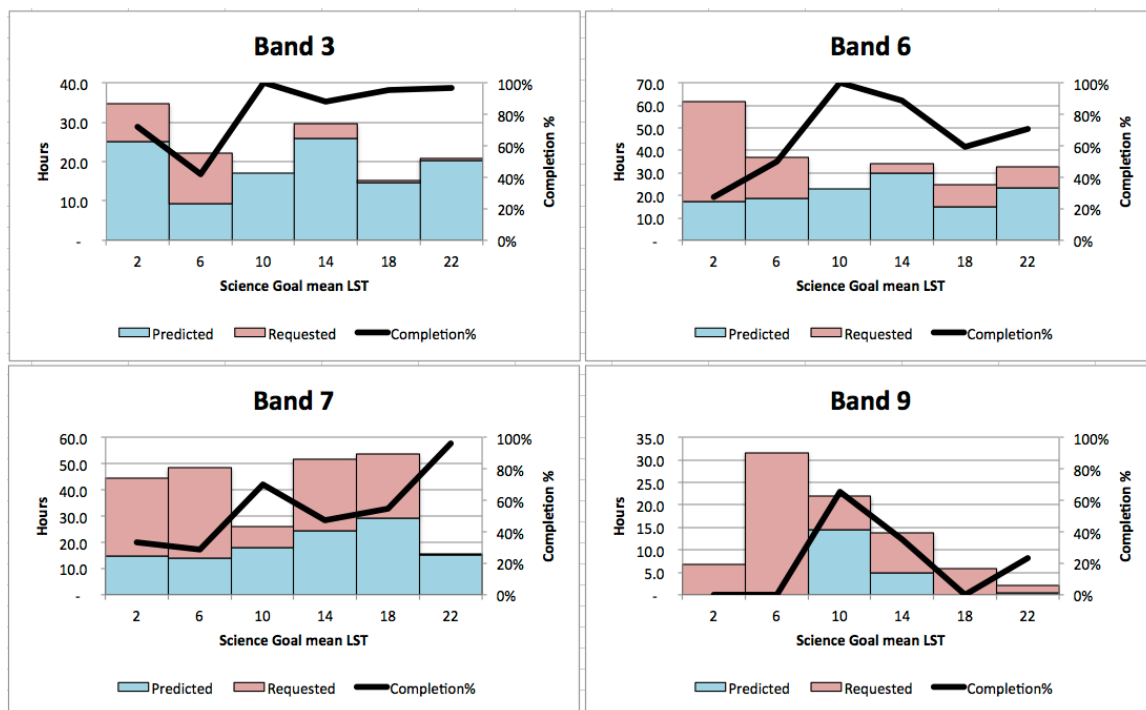 Band 3
40.0
30.0
20.0
10.0
-
Hours
100%
80%
60%
40%
20%
0%
Completion %
2 6 10 14 18 22
Science Goal mean LST
Predicted Requested Completion%
Band 6
70.0
60.0
50.0
40.0
30.0
20.0
10.0
-
Hours
100%
80%
60%
40%
20%
0%
Completion %
2 6 10 14 18 22
Science Goal mean LST
Predicted Requested Completion%
Band 7
60.0
50.0
40.0
30.0
20.0
10.0
-
Hours
100%
80%
60%
40%
20%
0%
Completion %
2 6 10 14 18 22
Science Goal mean LST
Predicted Requested Completion%
Band 9
35.0
30.0
25.0
20.0
15.0
10.0
5.0
-
Hours
100%
80%
60%
40%
20%
0%
Completion %
2 6 10 14 18 22
Science Goal mean LST
Predicted Requested Completion%